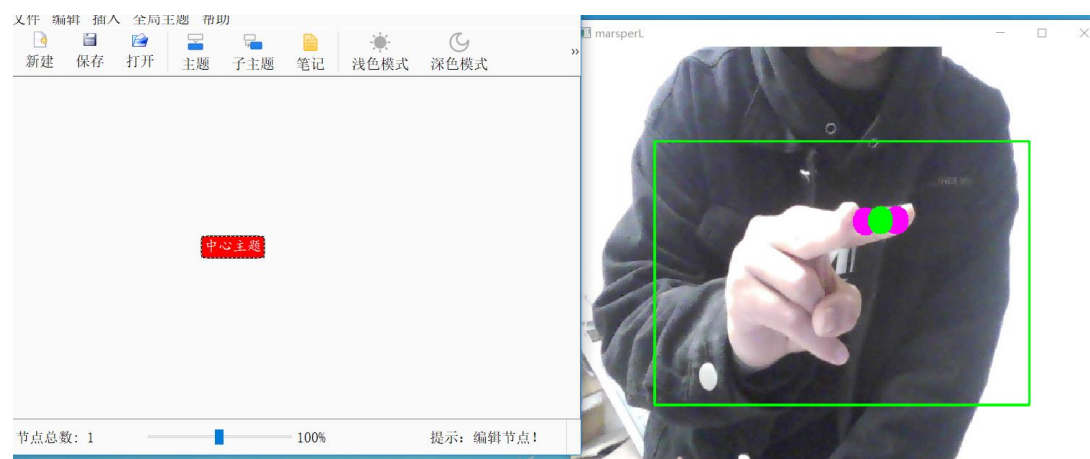 文件 编辑 插入 全局主题 帮助
新建 保存 打开 主题 子主题 笔记 浅色模式 深色模式 »
中心主题
节点总数: 1 100% 提示: 编辑节点!
marsperL